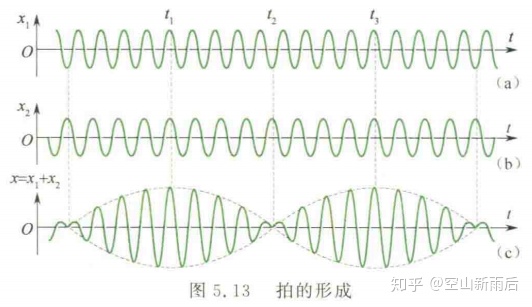 x₁ t₁ t₂ t₃ t
O
(a)
x₂ t
O
(b)
x=x₁+x₂ t
O
(c)
图 5.13 拍的形成
知乎 @空山新雨后